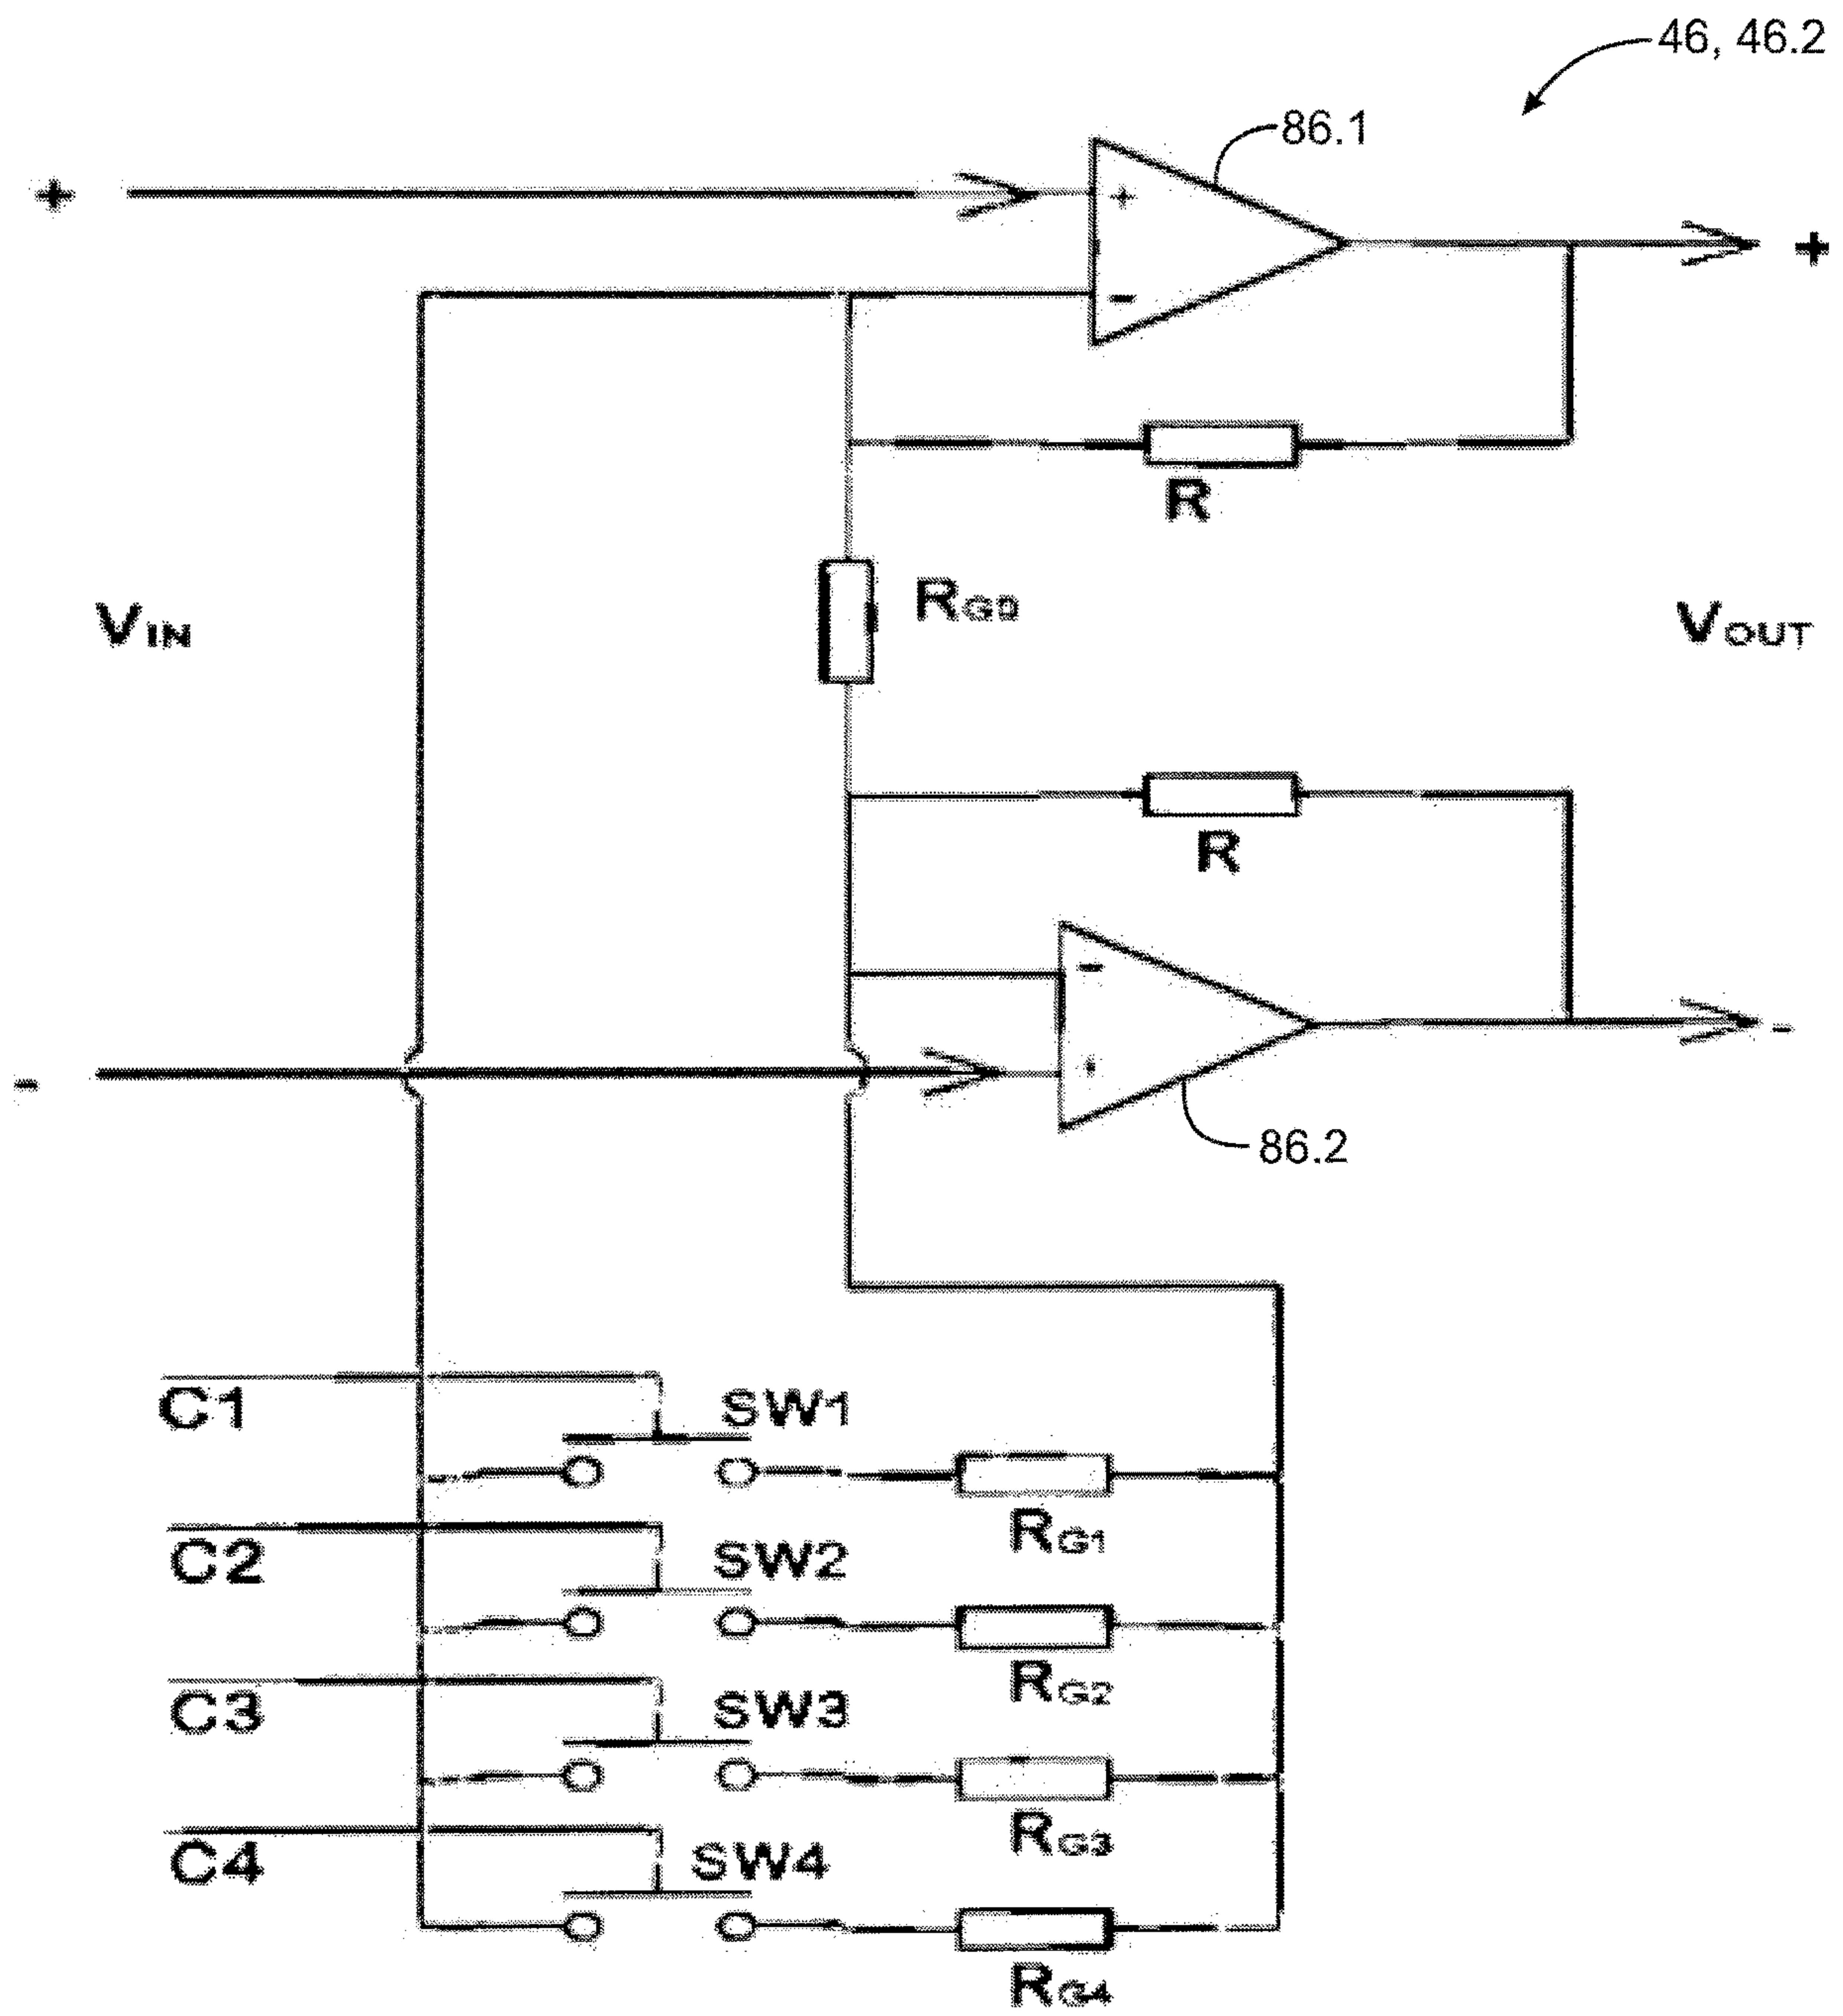 46, 46.2
86.1
+
+
+
-
R
RG0
VIN
VOUT
R
-
+
-
-
86.2
C1
SW1
RG1
C2
SW2
RG2
C3
SW3
RG3
C4
SW4
RG4